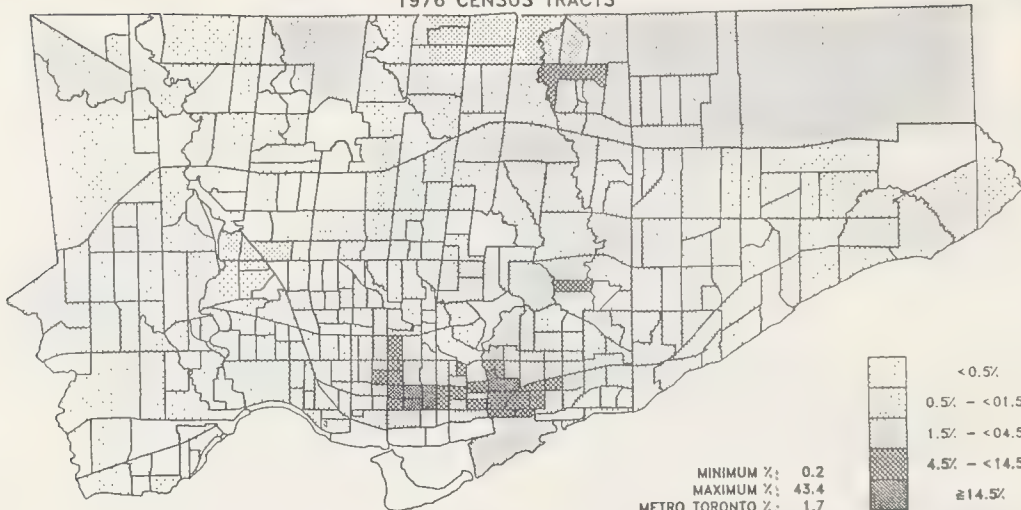 1976 CENSUS TRACTS
<0.5%
0.5% - <01.5
1.5% - <04.5
4.5% - <14.5
≧14.5%
MINIMUM %: 0.2
MAXIMUM %: 43.4
METRO TORONTO %: 1.7